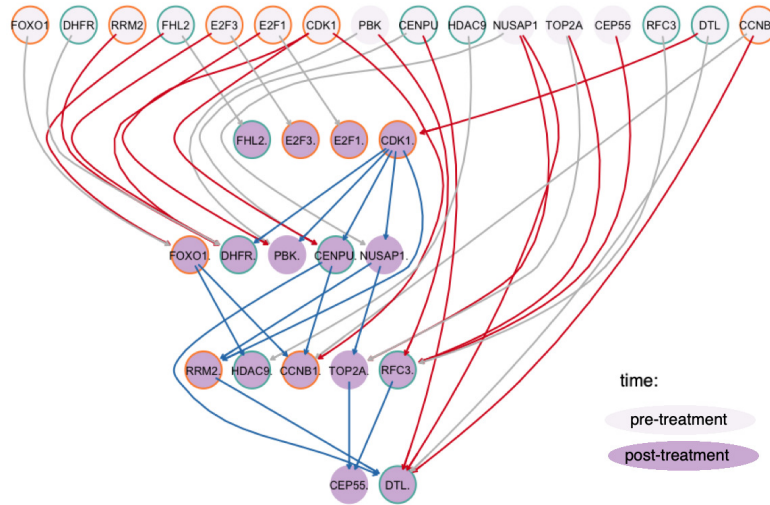 FOXO1 DHFR RRM2 FHL2 E2F3 E2F1 CDK1 PBK CENPU HDAC9 NUSAP1 TOP2A CEP55 RFC3 DTL CCNB
FHL2. E2F3. E2F1. CDK1.
FOXO1. DHFR. PBK. CENPU. NUSAP1.
RRM2. HDAC9. CCNB1. TOP2A. RFC3.
time:
pre-treatment
post-treatment
CEP55. DTL.